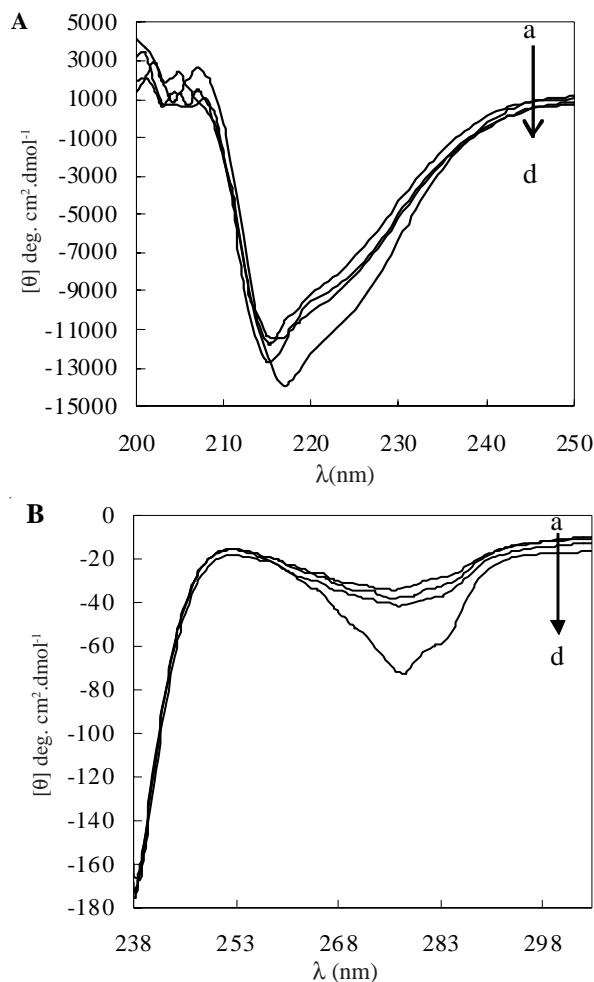 A
5000
3000
1000
-1000
-3000
-5000
-7000
-9000
-11000
-13000
-15000
[θ] deg. cm².dmol⁻¹
a
d
200 210 220 230 240 250
λ(nm)
B
0
-20
-40
-60
-80
-100
-120
-140
-160
-180
[θ] deg. cm².dmol⁻¹
a
d
238 253 268 283 298
λ (nm)